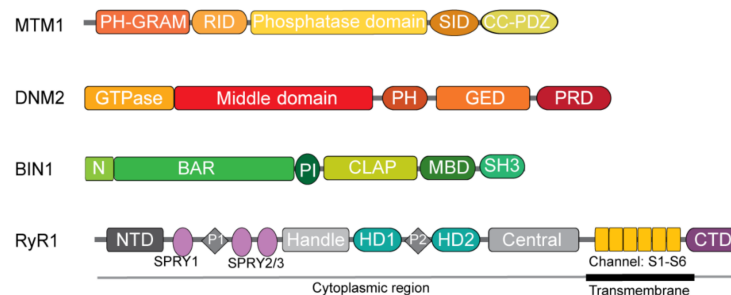 MTM1 PH-GRAM RID Phosphatase domain SID CC-PDZ
DNM2 GTPase Middle domain PH GED PRD
BIN1 N BAR PI CLAP MBD SH3
RyR1 NTD P1 Handle HD1 P2 HD2 Central CTD
SPRY1 SPRY2/3 Channel: S1-S6
Cytoplasmic region Transmembrane